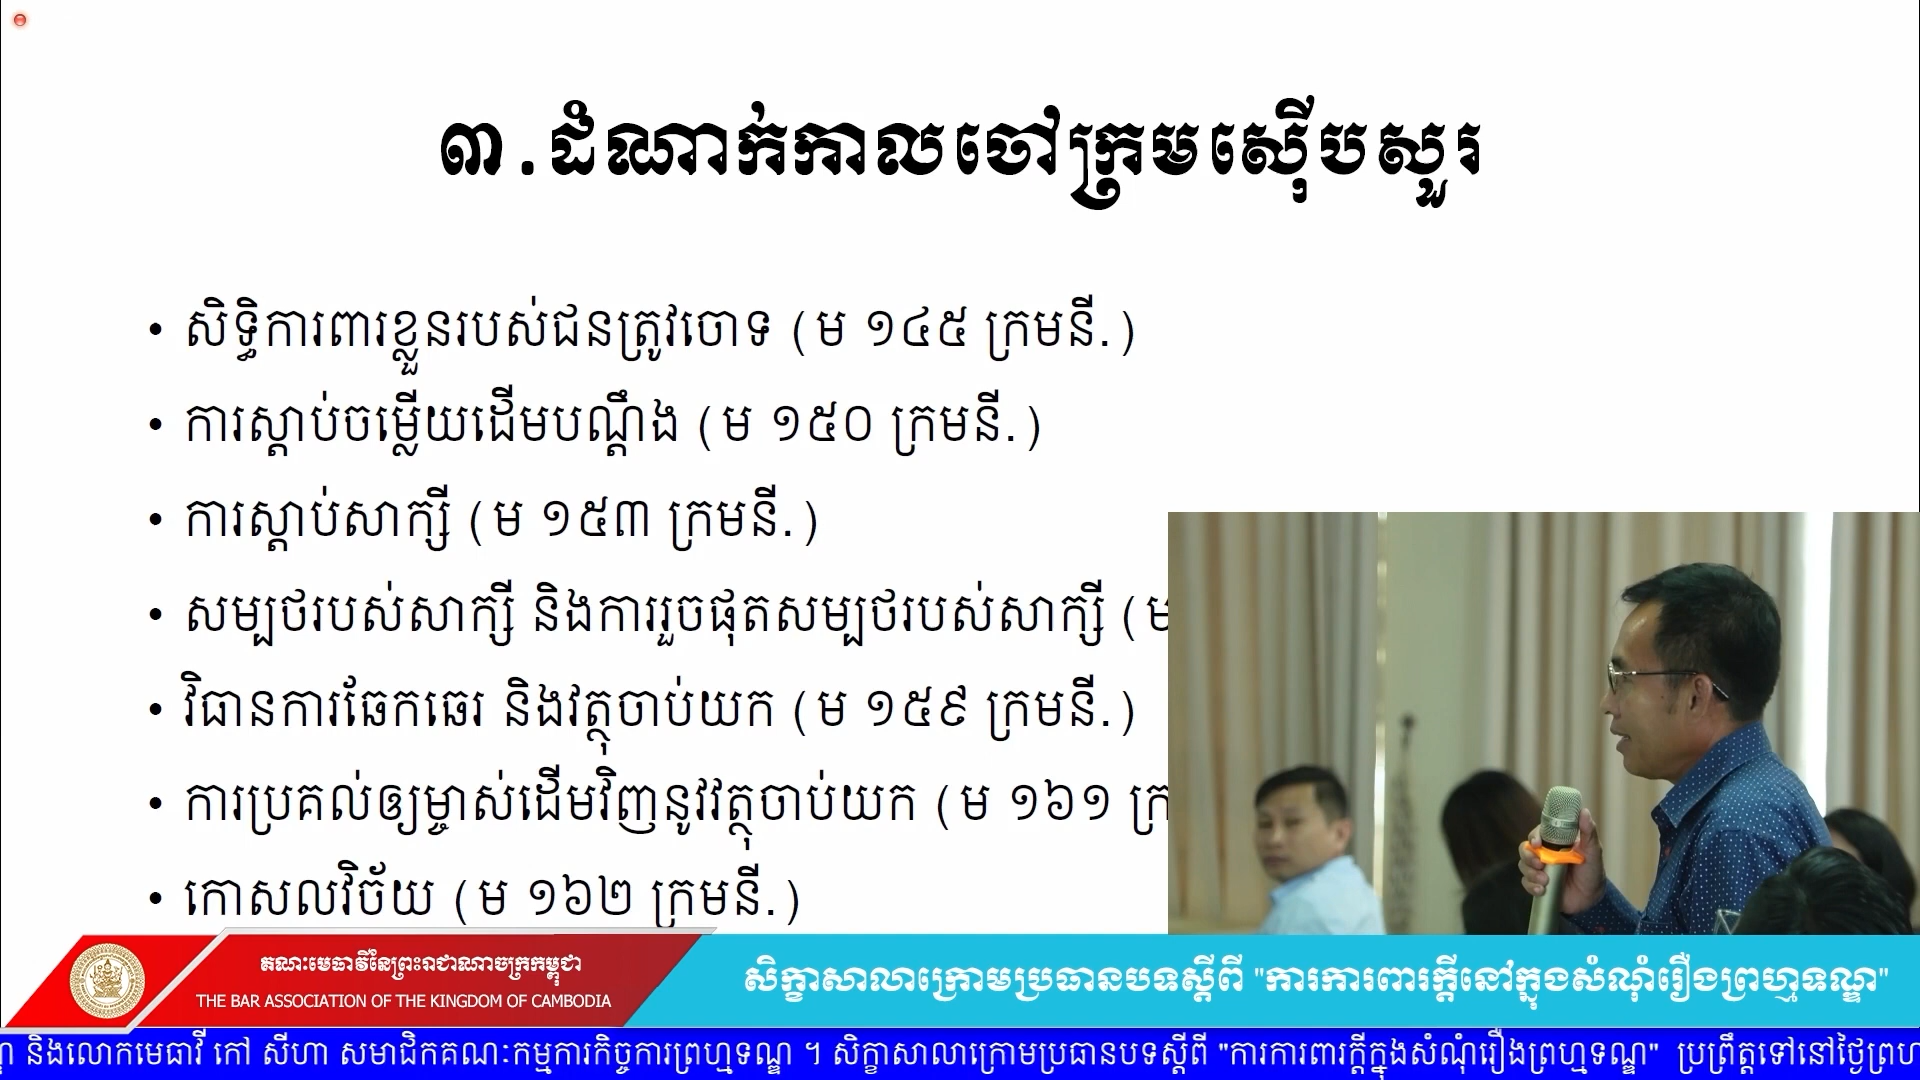 ៣.ដំណាក់កាលចៅក្រមស៊ើបសួរ
• សិទ្ធិការពារខ្លួនរបស់ជនត្រូវចោទ (ម ១៤៥ ក្រមនី.)
• ការស្តាប់ចម្លើយដើមបណ្តឹង (ម ១៥០ ក្រមនី.)
• ការស្តាប់សាក្សី (ម ១៥៣ ក្រមនី.)
• សម្បថរបស់សាក្សី និងការរួចផុតសម្បថរបស់សាក្សី (ម
• វិធានការឆែកឆេរ និងវត្ថុចាប់យក (ម ១៥៩ ក្រមនី.)
• ការប្រគល់ឲ្យម្ចាស់ដើមវិញនូវវត្ថុចាប់យក (ម ១៦១ ក្រ
• កោសលវិច័យ (ម ១៦២ ក្រមនី.)
គណៈមេធាវីនៃព្រះរាជាណាចក្រកម្ពុជា
THE BAR ASSOCIATION OF THE KINGDOM OF CAMBODIA
សិក្ខាសាលាក្រោមប្រធានបទស្តីពី "ការការពារក្តីនៅក្នុងសំណុំរឿងព្រហ្មទណ្ឌ"
និងលោកមេធាវី កៅ សីហា សមាជិកគណៈកម្មការកិច្ចការព្រហ្មទណ្ឌ ។ សិក្ខាសាលាក្រោមប្រធានបទស្តីពី "ការការពារក្តីក្នុងសំណុំរឿងព្រហ្មទណ្ឌ" ប្រព្រឹត្តទៅនៅថ្ងៃព្រហ